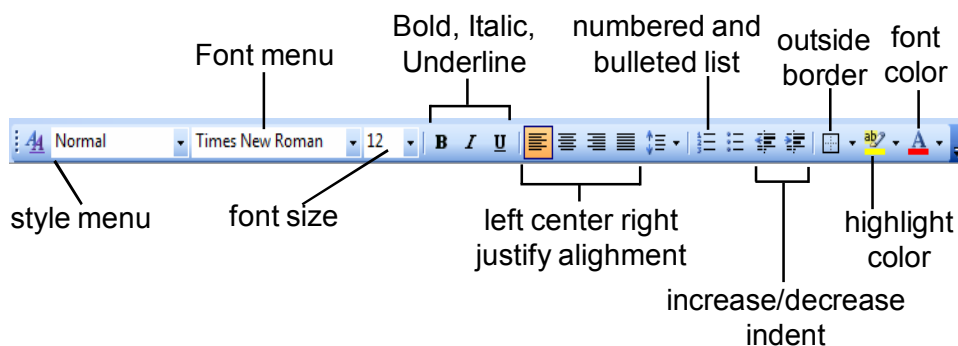 Bold, Italic,
Underline
numbered and
bulleted list
outside
border
font
color
Font menu
Normal
Times New Roman
12
B I U
ab
A
style menu
font size
left center right
justify alighment
highlight
color
increase/decrease
indent